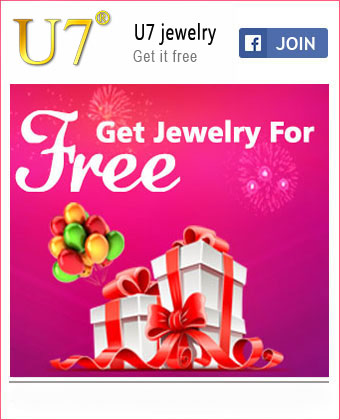 U7®
U7 jewelry
Get it free
f JOIN
Get Jewelry For
Free